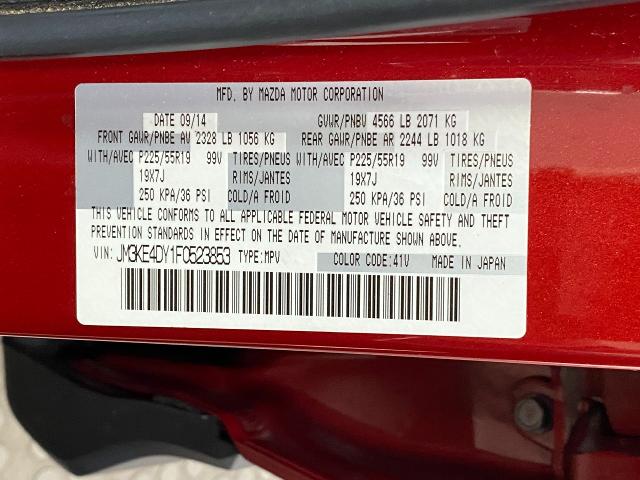 MFD. BY MAZDA MOTOR CORPORATION
DATE 09/14 GVWR/PNBV 4566 LB 2071 KG
FRONT GAWR/PNBE AV 2328 LB 1056 KG REAR GAWR/PNBE AR 2244 LB 1018 KG
WITH/AVEC P225/55R19 99V TIRES/PNEUS WITH/AVEC P225/55R19 99V TIRES/PNEUS
19X7J RIMS/JANTES 19X7J RIMS/JANTES
250 KPA/36 PSI COLD/A FROID 250 KPA/36 PSI COLD/A FROID
THIS VEHICLE CONFORMS TO ALL APPLICABLE FEDERAL MOTOR VEHICLE SAFETY AND THEFT
PREVENTION STANDARDS IN EFFECT ON THE DATE OF MANUFACTURE SHOWN ABOVE.
VIN: JM3KE4DY1F0523853 TYPE: MPV COLOR CODE: 41V MADE IN JAPAN